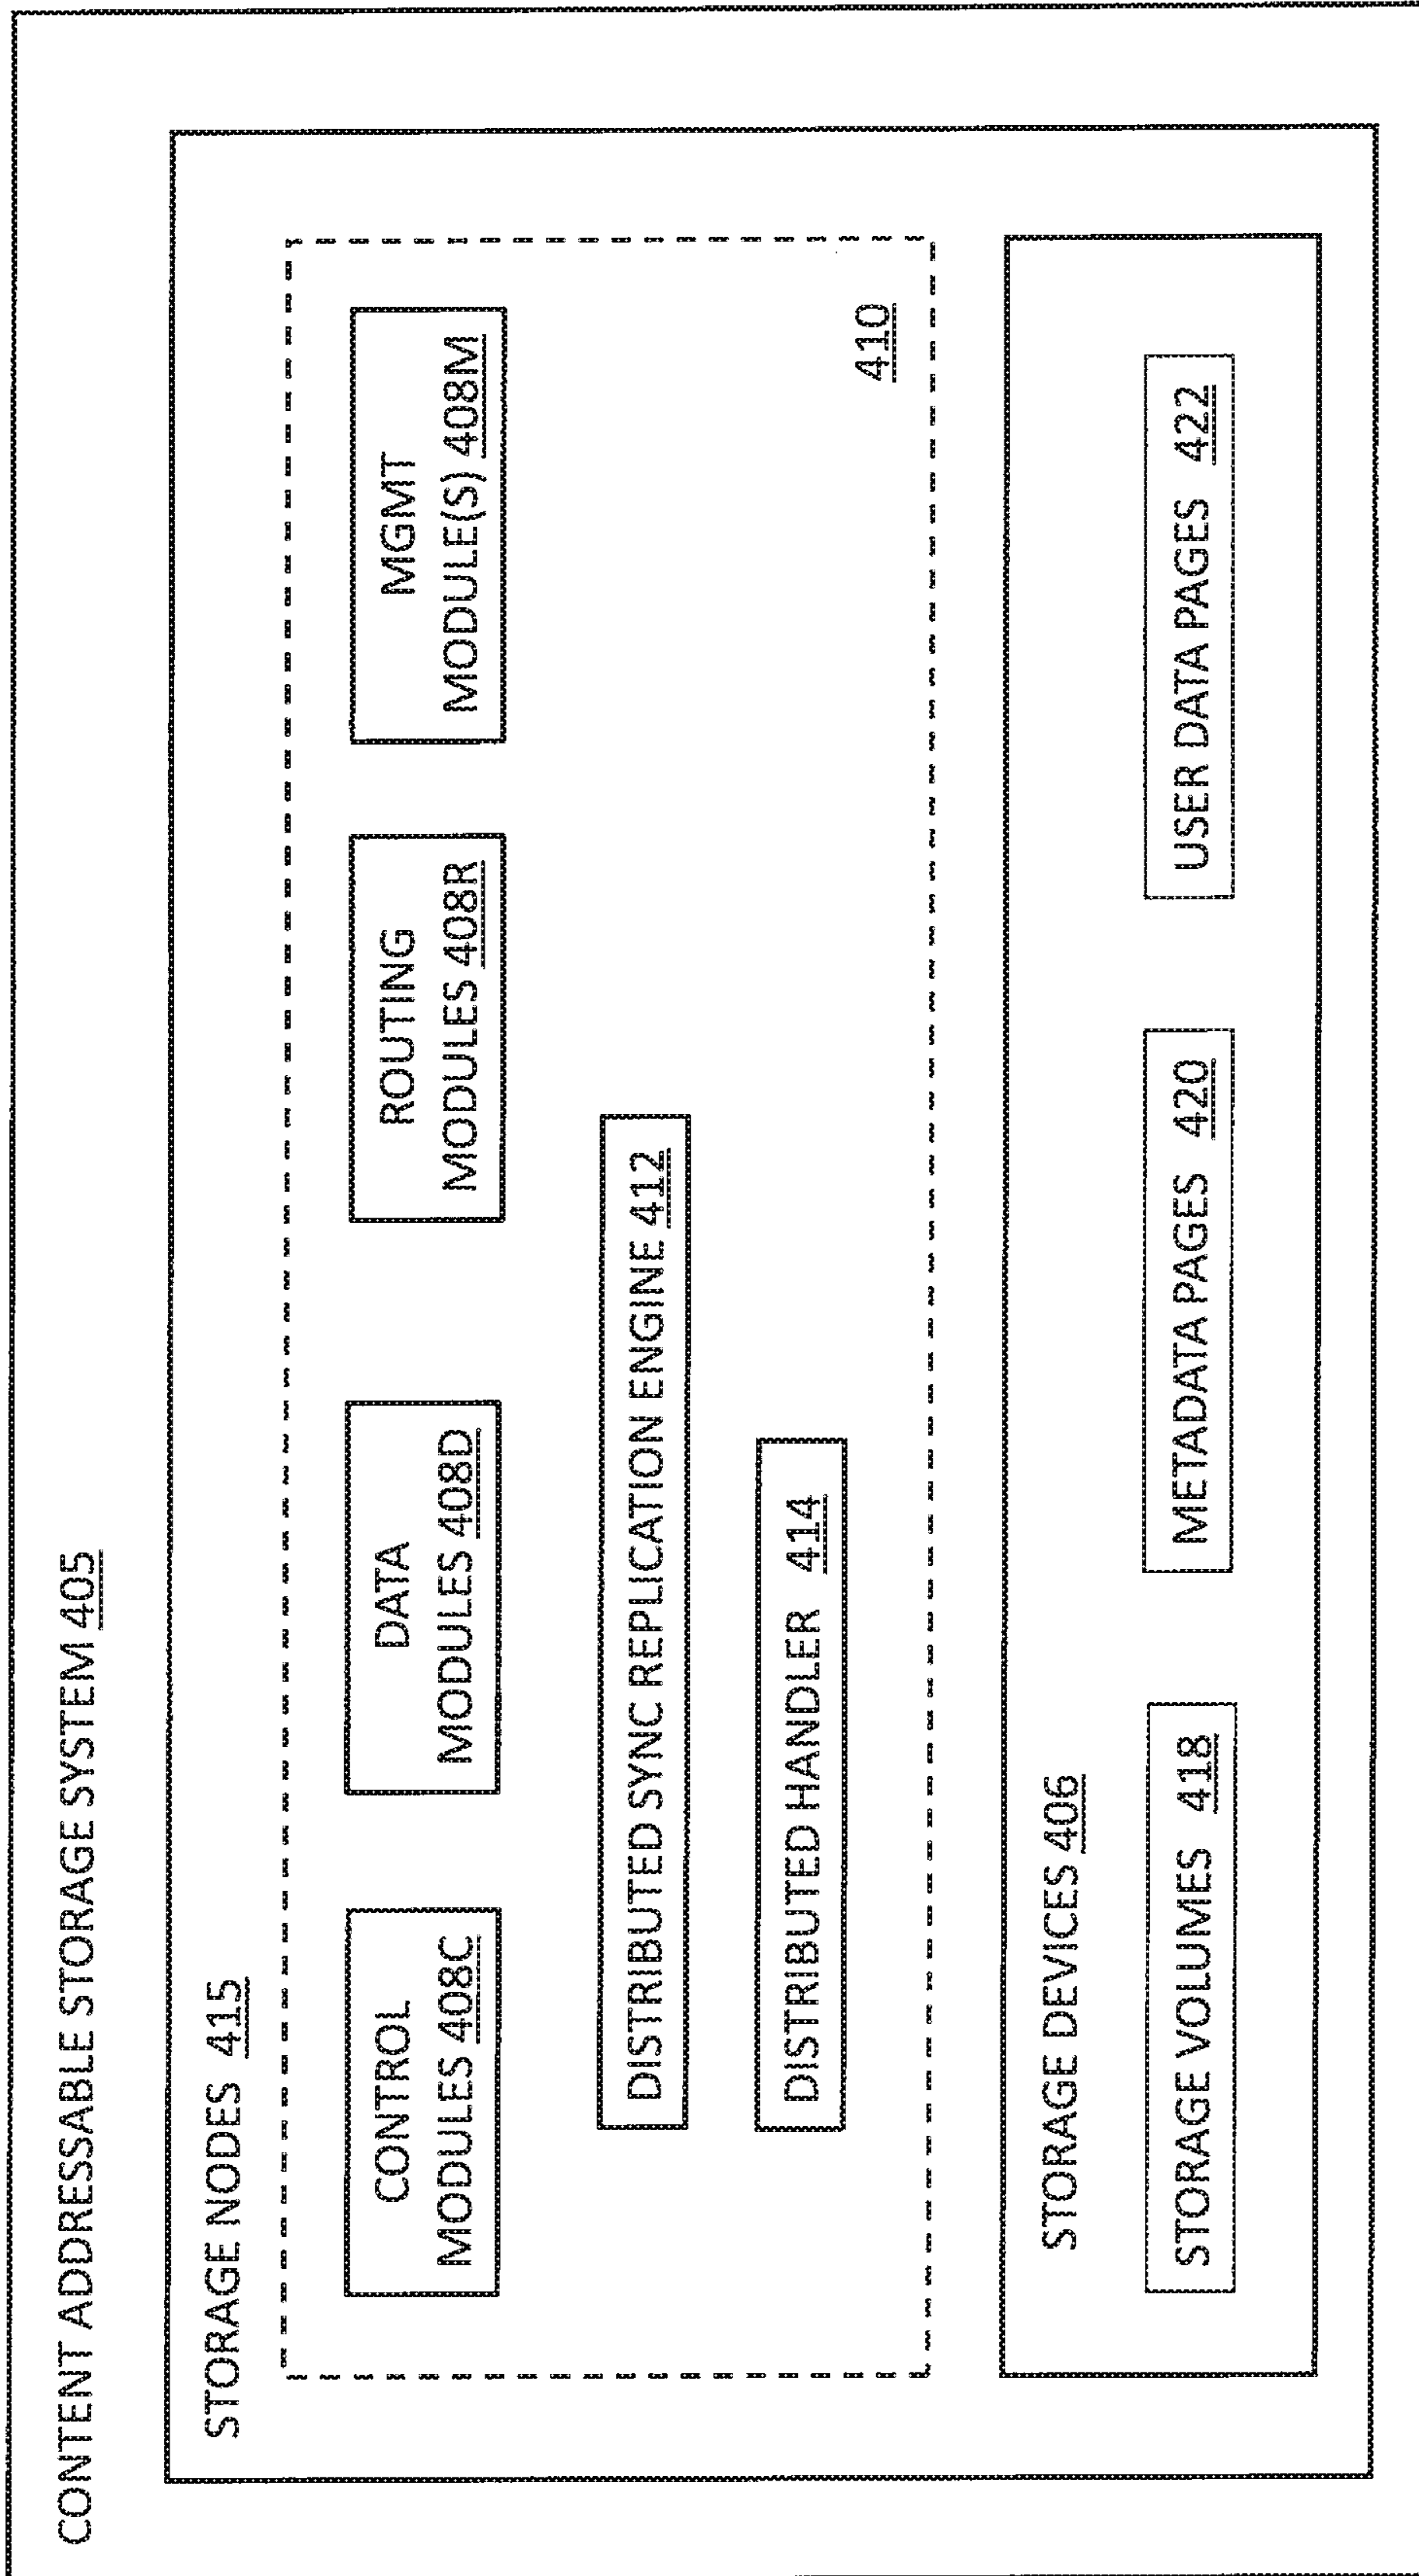 CONTENT ADDRESSABLE STORAGE SYSTEM 405
STORAGE NODES 415
CONTROL
MODULES 408C
DATA
MODULES 408D
ROUTING
MODULES 408R
MGMT
MODULE(S) 408M
DISTRIBUTED SYNC REPLICATION ENGINE 412
DISTRIBUTED HANDLER 414
410
STORAGE DEVICES 406
STORAGE VOLUMES 418
METADATA PAGES 420
USER DATA PAGES 422